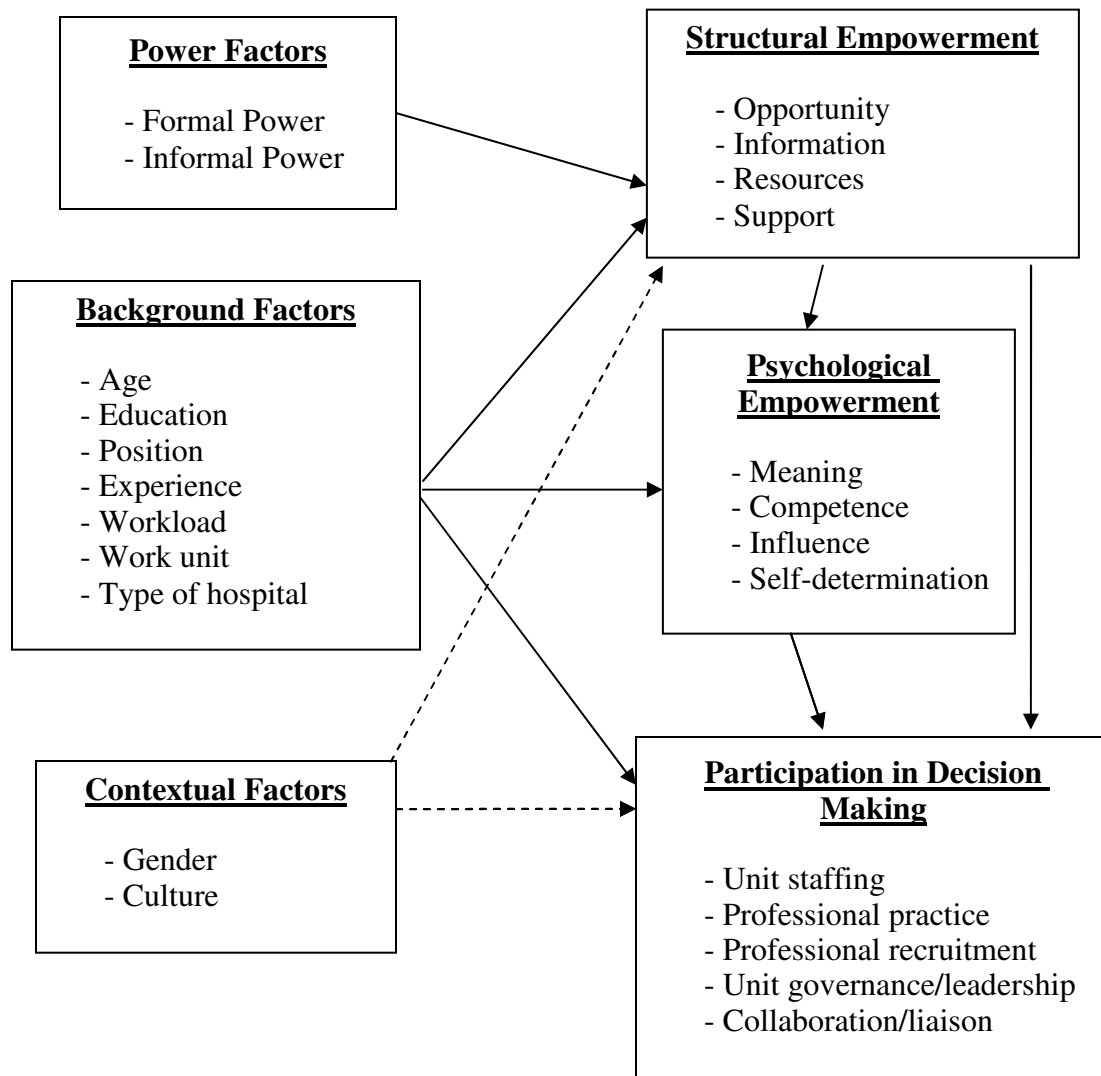 Power Factors
- Formal Power
- Informal Power
Structural Empowerment
- Opportunity
- Information
- Resources
- Support
Background Factors
- Age
- Education
- Position
- Experience
- Workload
- Work unit
- Type of hospital
Psychological
Empowerment
- Meaning
- Competence
- Influence
- Self-determination
Contextual Factors
- Gender
- Culture
Participation in Decision
Making
- Unit staffing
- Professional practice
- Professional recruitment
- Unit governance/leadership
- Collaboration/liaison